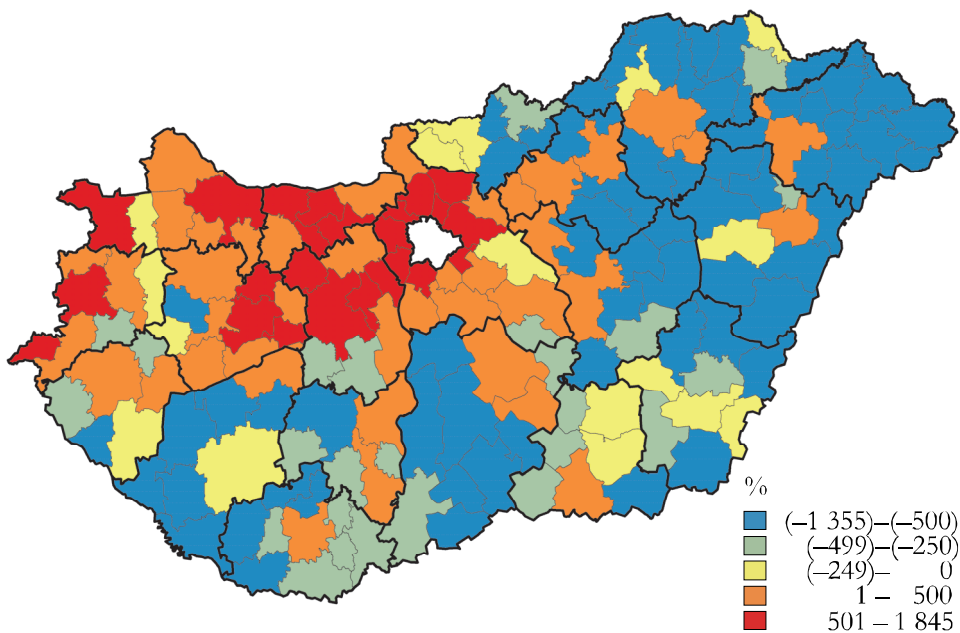 %
(–1 355)–(–500)
(–499)–(–250)
(–249)– 0
1 – 500
501 – 1 845